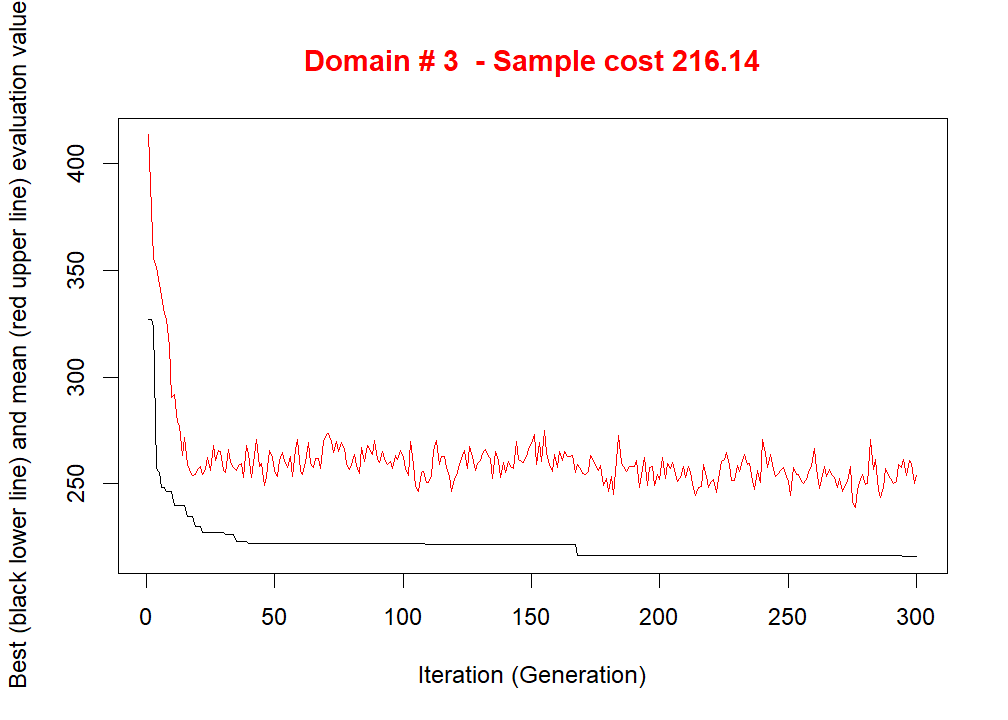 Domain # 3  - Sample cost 216.14
Best (black lower line) and mean (red upper line) evaluation value
400
350
300
250
0 50 100 150 200 250 300
Iteration (Generation)